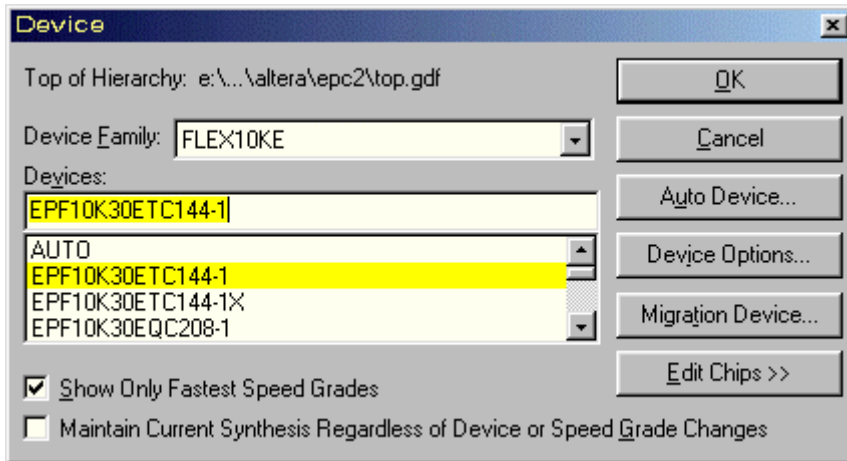 Device
Top of Hierarchy: e:\...\altera\epc2\top.gdf
OK
Device Family: FLEX10KE
Cancel
Devices:
EPF10K30ETC144-1
Auto Device...
AUTO
EPF10K30ETC144-1
EPF10K30ETC144-1X
EPF10K30EQC208-1
Device Options...
Migration Device...
Edit Chips >>
Show Only Fastest Speed Grades
Maintain Current Synthesis Regardless of Device or Speed Grade Changes